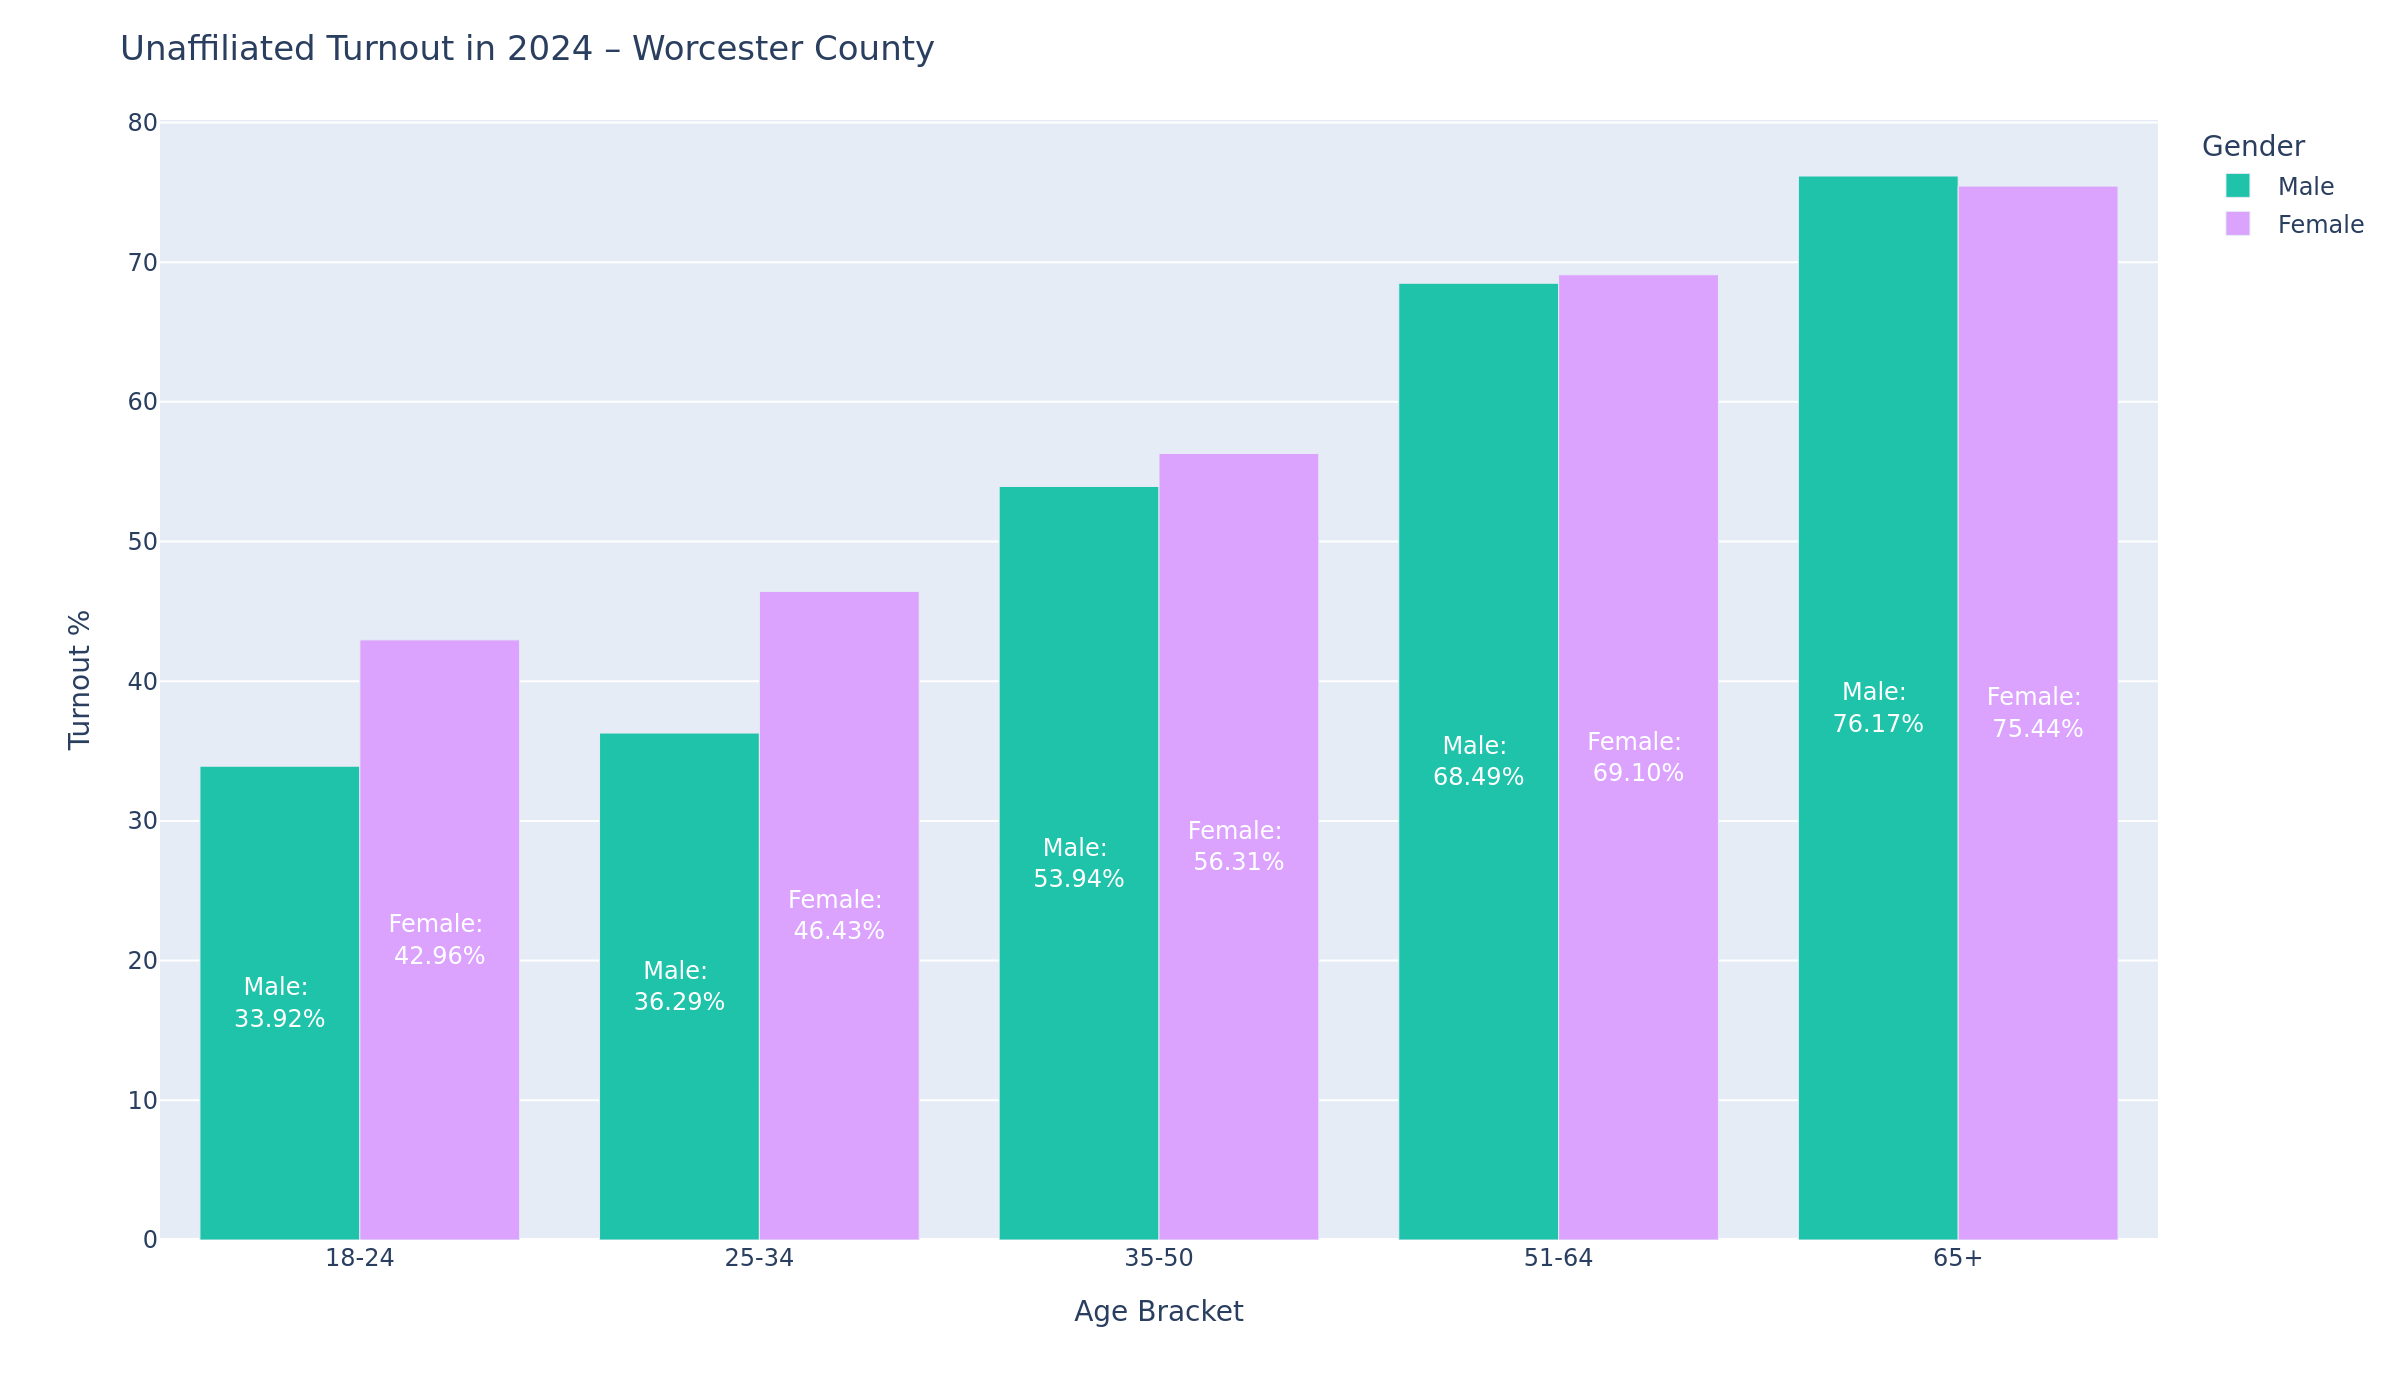 Unaffiliated Turnout in 2024 – Worcester County
Gender
Male
Female
Turnout %
80
70
60
50
40
30
20
10
0
Male:
33.92%
Female:
42.96%
Male:
36.29%
Female:
46.43%
Male:
53.94%
Female:
56.31%
Male:
68.49%
Female:
69.10%
Male:
76.17%
Female:
75.44%
18-24
25-34
35-50
51-64
65+
Age Bracket